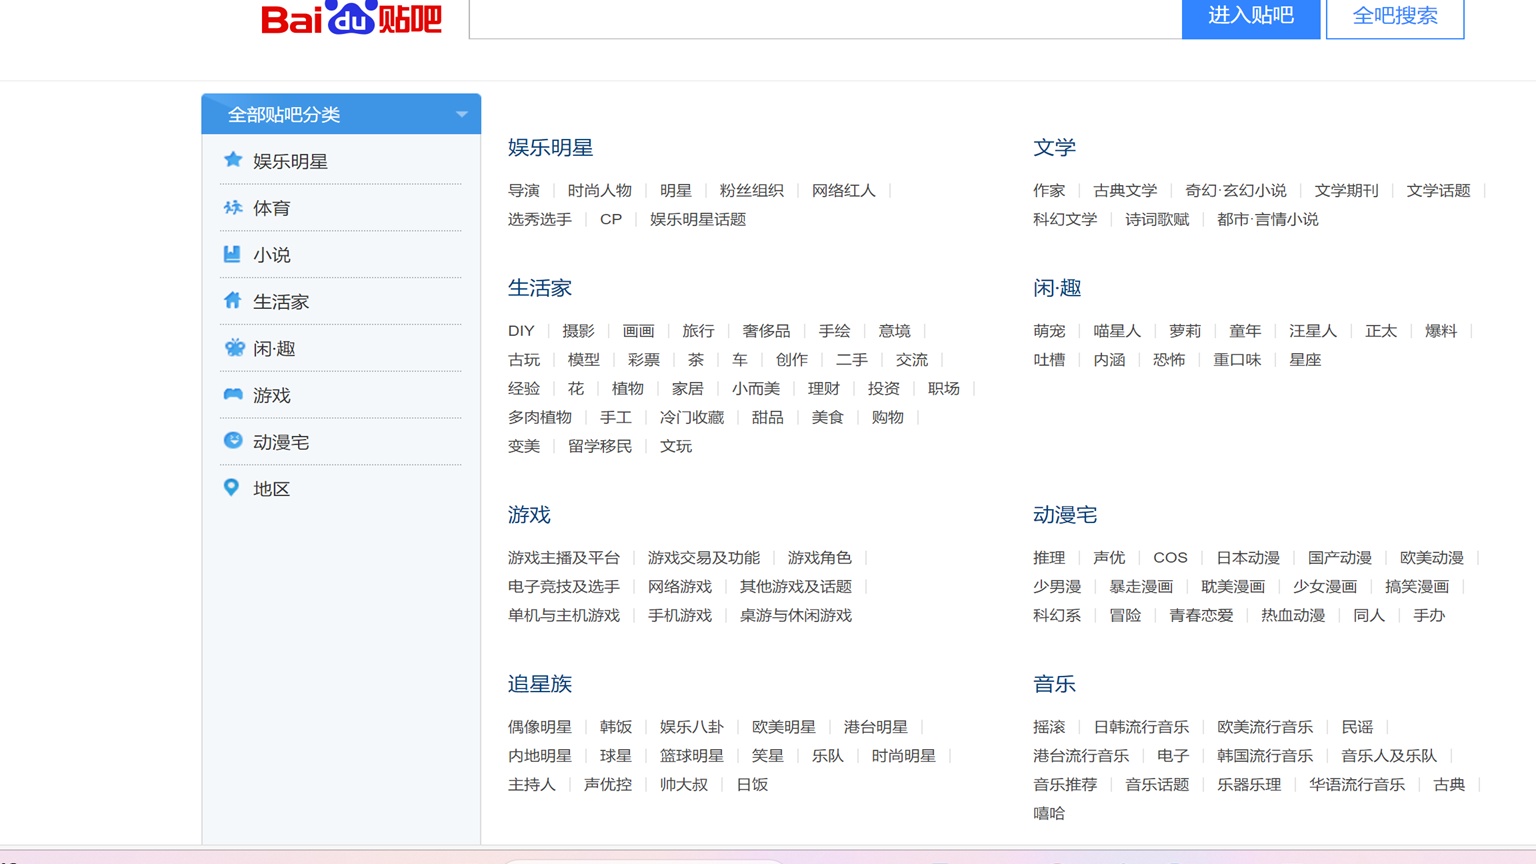 Bai du 贴吧
进入贴吧
全吧搜索
全部贴吧分类
娱乐明星
体育
小说
生活家
闲·趣
游戏
动漫宅
地区
娱乐明星
导演 时尚人物 明星 粉丝组织 网络红人
选秀选手 CP 娱乐明星话题
文学
作家 古典文学 奇幻·玄幻小说 文学期刊 文学话题
科幻文学 诗词歌赋 都市·言情小说
生活家
DIY 摄影 画画 旅行 奢侈品 手绘 意境
古玩 模型 彩票 茶 车 创作 二手 交流
经验 花 植物 家居 小而美 理财 投资 职场
多肉植物 手工 冷门收藏 甜品 美食 购物
变美 留学移民 文玩
闲·趣
萌宠 喵星人 萝莉 童年 汪星人 正太 爆料
吐槽 内涵 恐怖 重口味 星座
游戏
游戏主播及平台 游戏交易及功能 游戏角色
电子竞技及选手 网络游戏 其他游戏及话题
单机与主机游戏 手机游戏 桌游与休闲游戏
动漫宅
推理 声优 COS 日本动漫 国产动漫 欧美动漫
少男漫 暴走漫画 耽美漫画 少女漫画 搞笑漫画
科幻系 冒险 青春恋爱 热血动漫 同人 手办
追星族
偶像明星 韩饭 娱乐八卦 欧美明星 港台明星
内地明星 球星 篮球明星 笑星 乐队 时尚明星
主持人 声优控 帅大叔 日饭
音乐
摇滚 日韩流行音乐 欧美流行音乐 民谣
港台流行音乐 电子 韩国流行音乐 音乐人及乐队
音乐推荐 音乐话题 乐器乐理 华语流行音乐 古典
嘻哈